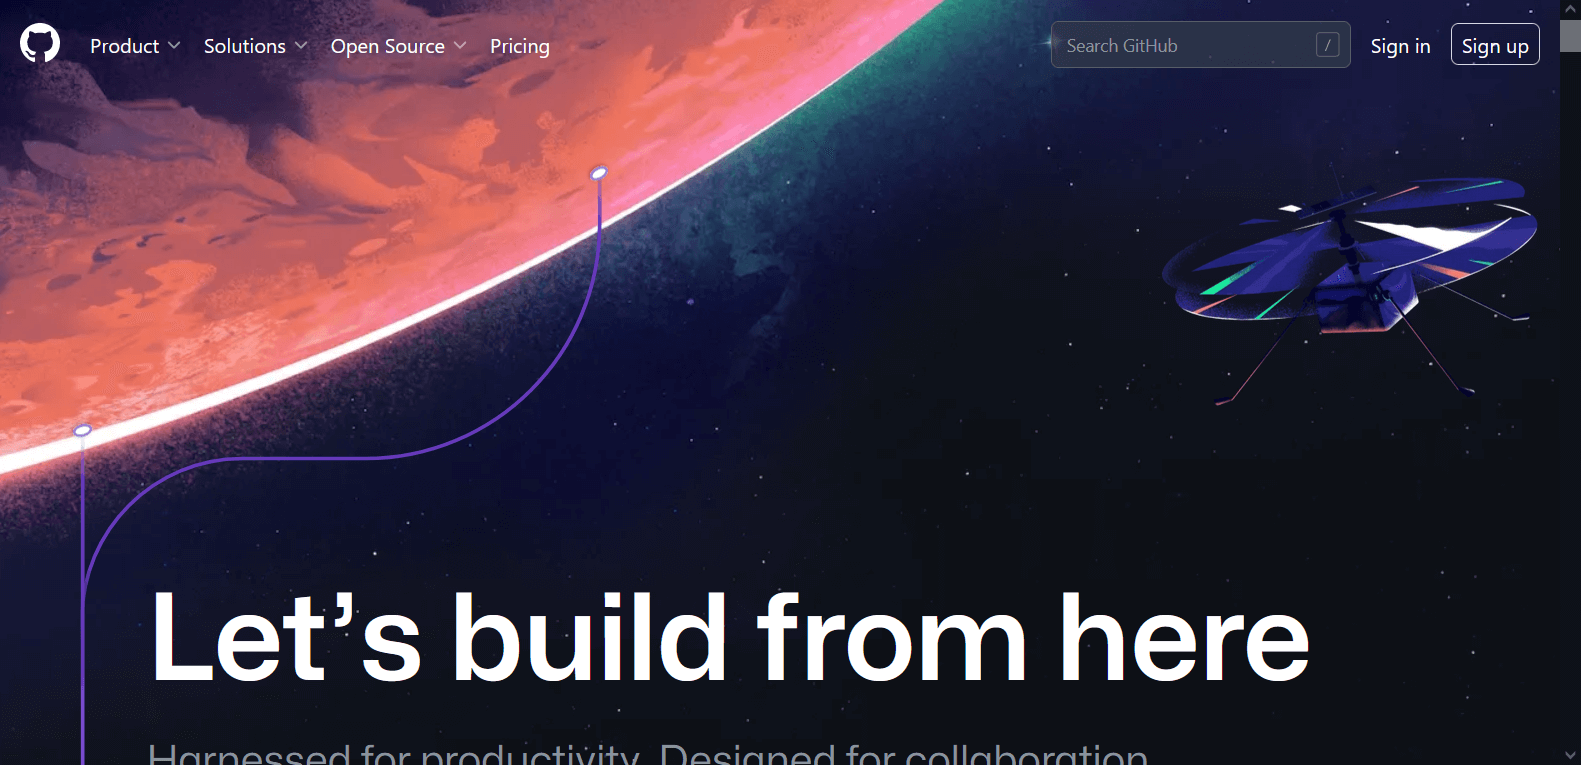 Product Solutions Open Source Pricing Search GitHub / Sign in Sign up
Let’s build from here
Harnessed for productivity. Designed for collaboration.